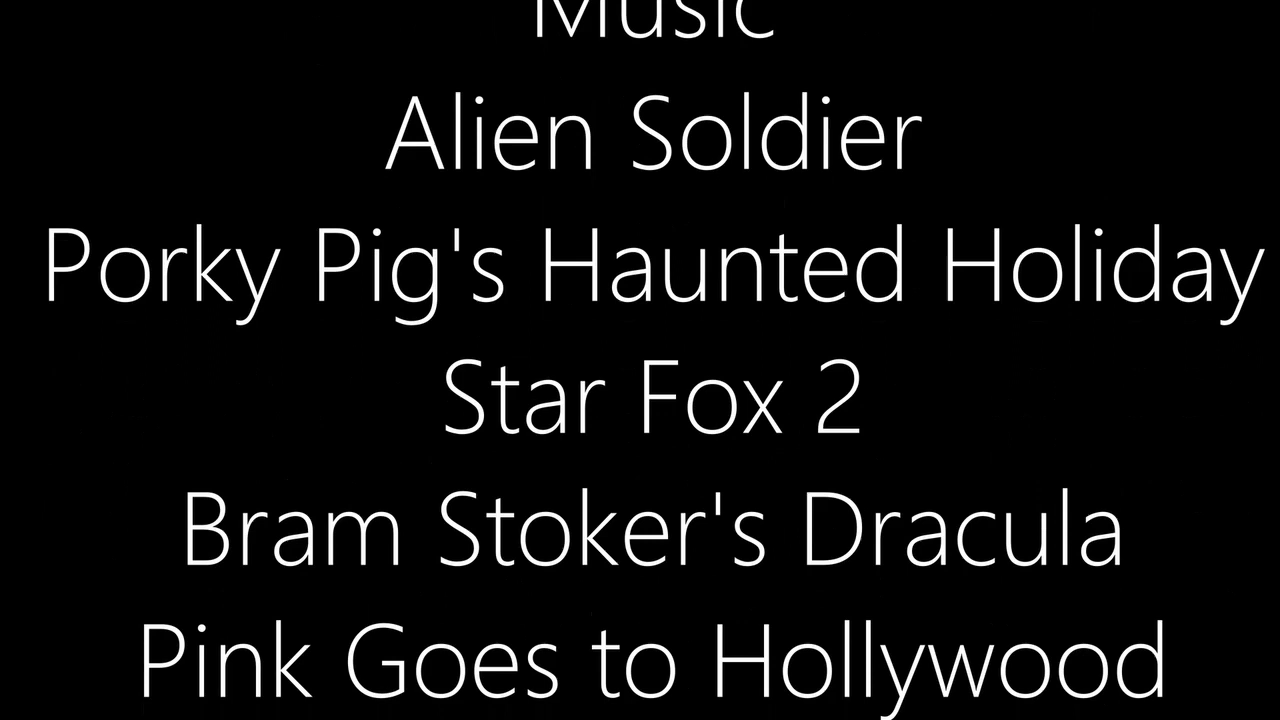 Music
Alien Soldier
Porky Pig's Haunted Holiday
Star Fox 2
Bram Stoker's Dracula
Pink Goes to Hollywood